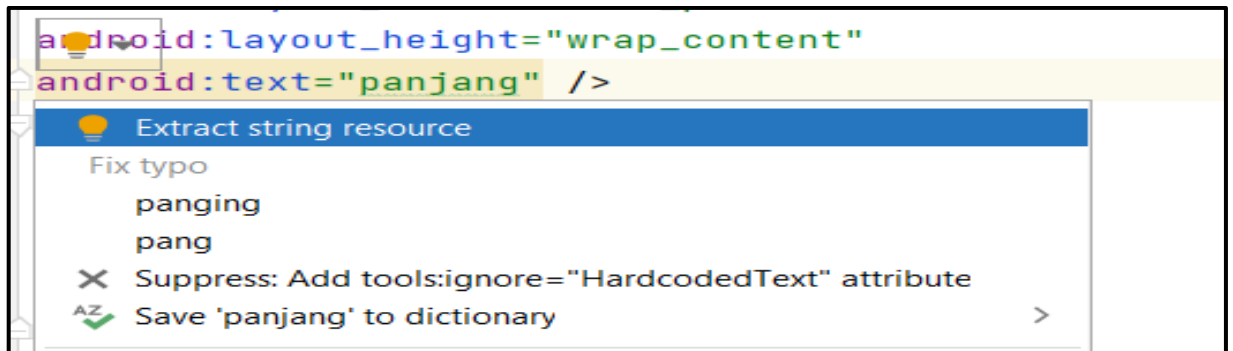 android:layout_height="wrap_content"
android:text="panjang" />
Extract string resource
Fix typo
panging
pang
Suppress: Add tools:ignore="HardcodedText" attribute
AZ Save 'panjang' to dictionary >